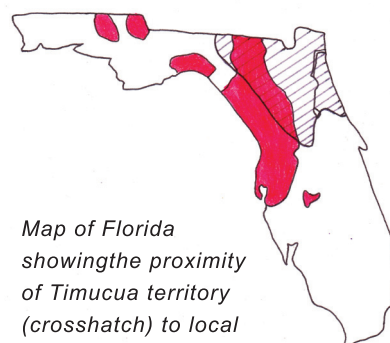 Map of Florida
showingthe proximity
of Timucua territory
(crosshatch) to local